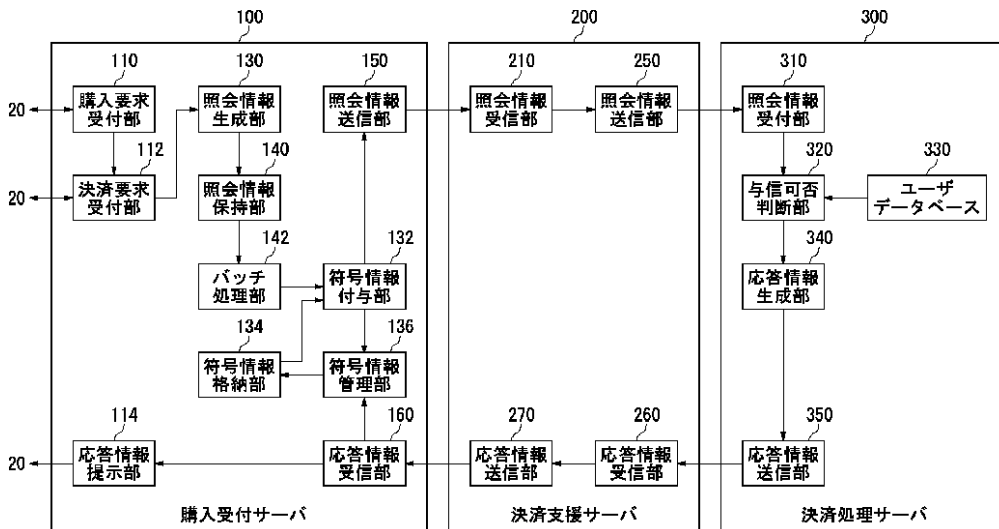 100
200
300
110
130
150
210
250
310
20
購入要求
受付部
照会情報
生成部
照会情報
送信部
照会情報
受信部
照会情報
送信部
照会情報
受付部
112
140
320
330
20
決済要求
受付部
照会情報
保持部
与信可否
判断部
ユーザ
データベース
142
132
340
バッチ
処理部
符号情報
付与部
応答情報
生成部
134
136
符号情報
格納部
符号情報
管理部
114
160
270
260
350
20
応答情報
提示部
応答情報
受信部
応答情報
送信部
応答情報
受信部
応答情報
送信部
購入受付サーバ
決済支援サーバ
決済処理サーバ